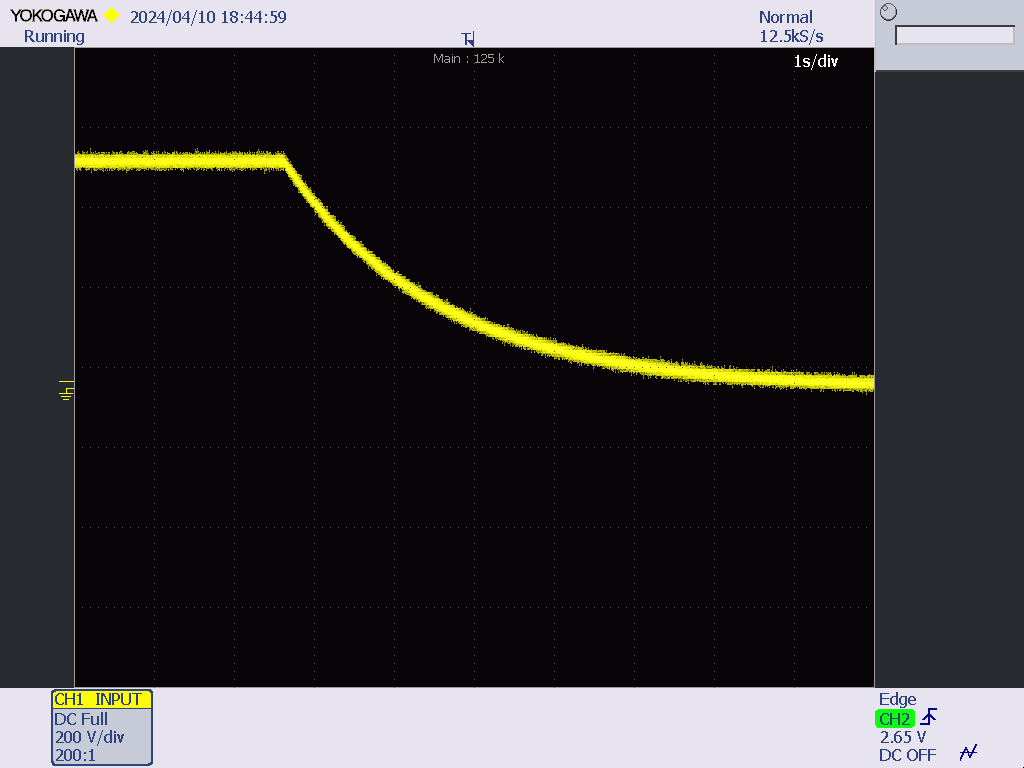 YOKOGAWA 2024/04/10 18:44:59 Normal
Running 12.5kS/s
T
Main : 125 k 1s/div
CH1 INPUT
DC Full
200 V/div
200:1
Edge
CH2
2.65 V
DC OFF